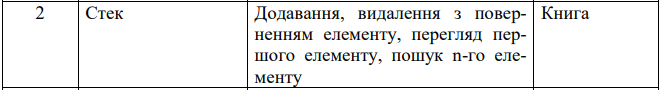 2 Стек Додавання, видалення з повер- Книга
ненням елементу, перегляд пер-
шого елементу, пошук n-го еле-
менту